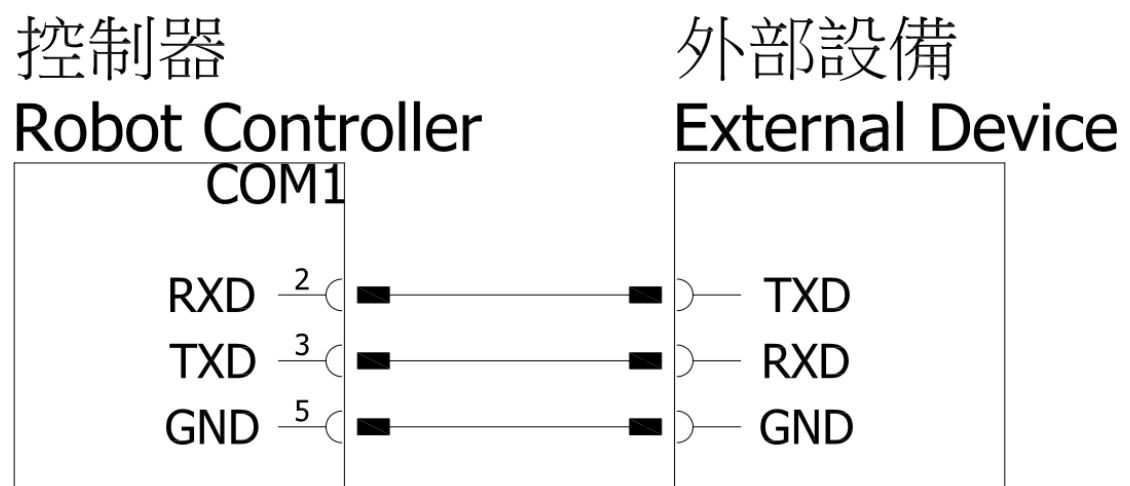 控制器
Robot Controller
COM1
外部設備
External Device
RXD 2 TXD
TXD 3 RXD
GND 5 GND